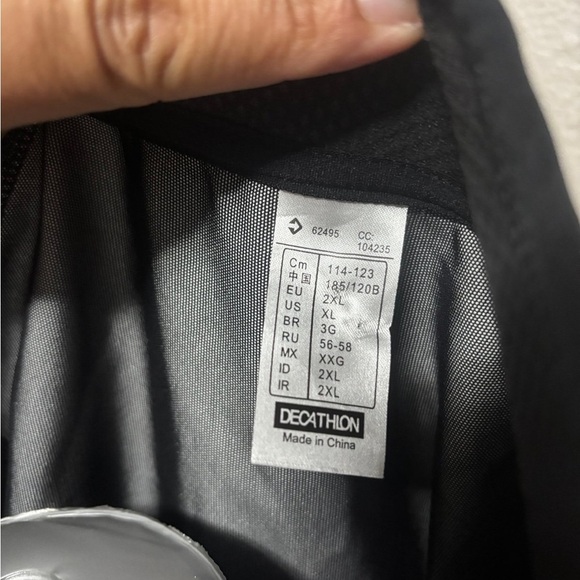 62495 CC: 104235
Cm 114-123
中国 185/120B
EU 2XL
US XL
BR 3G
RU 56-58
MX XXG
ID 2XL
IR 2XL
DECATHLON
Made in China